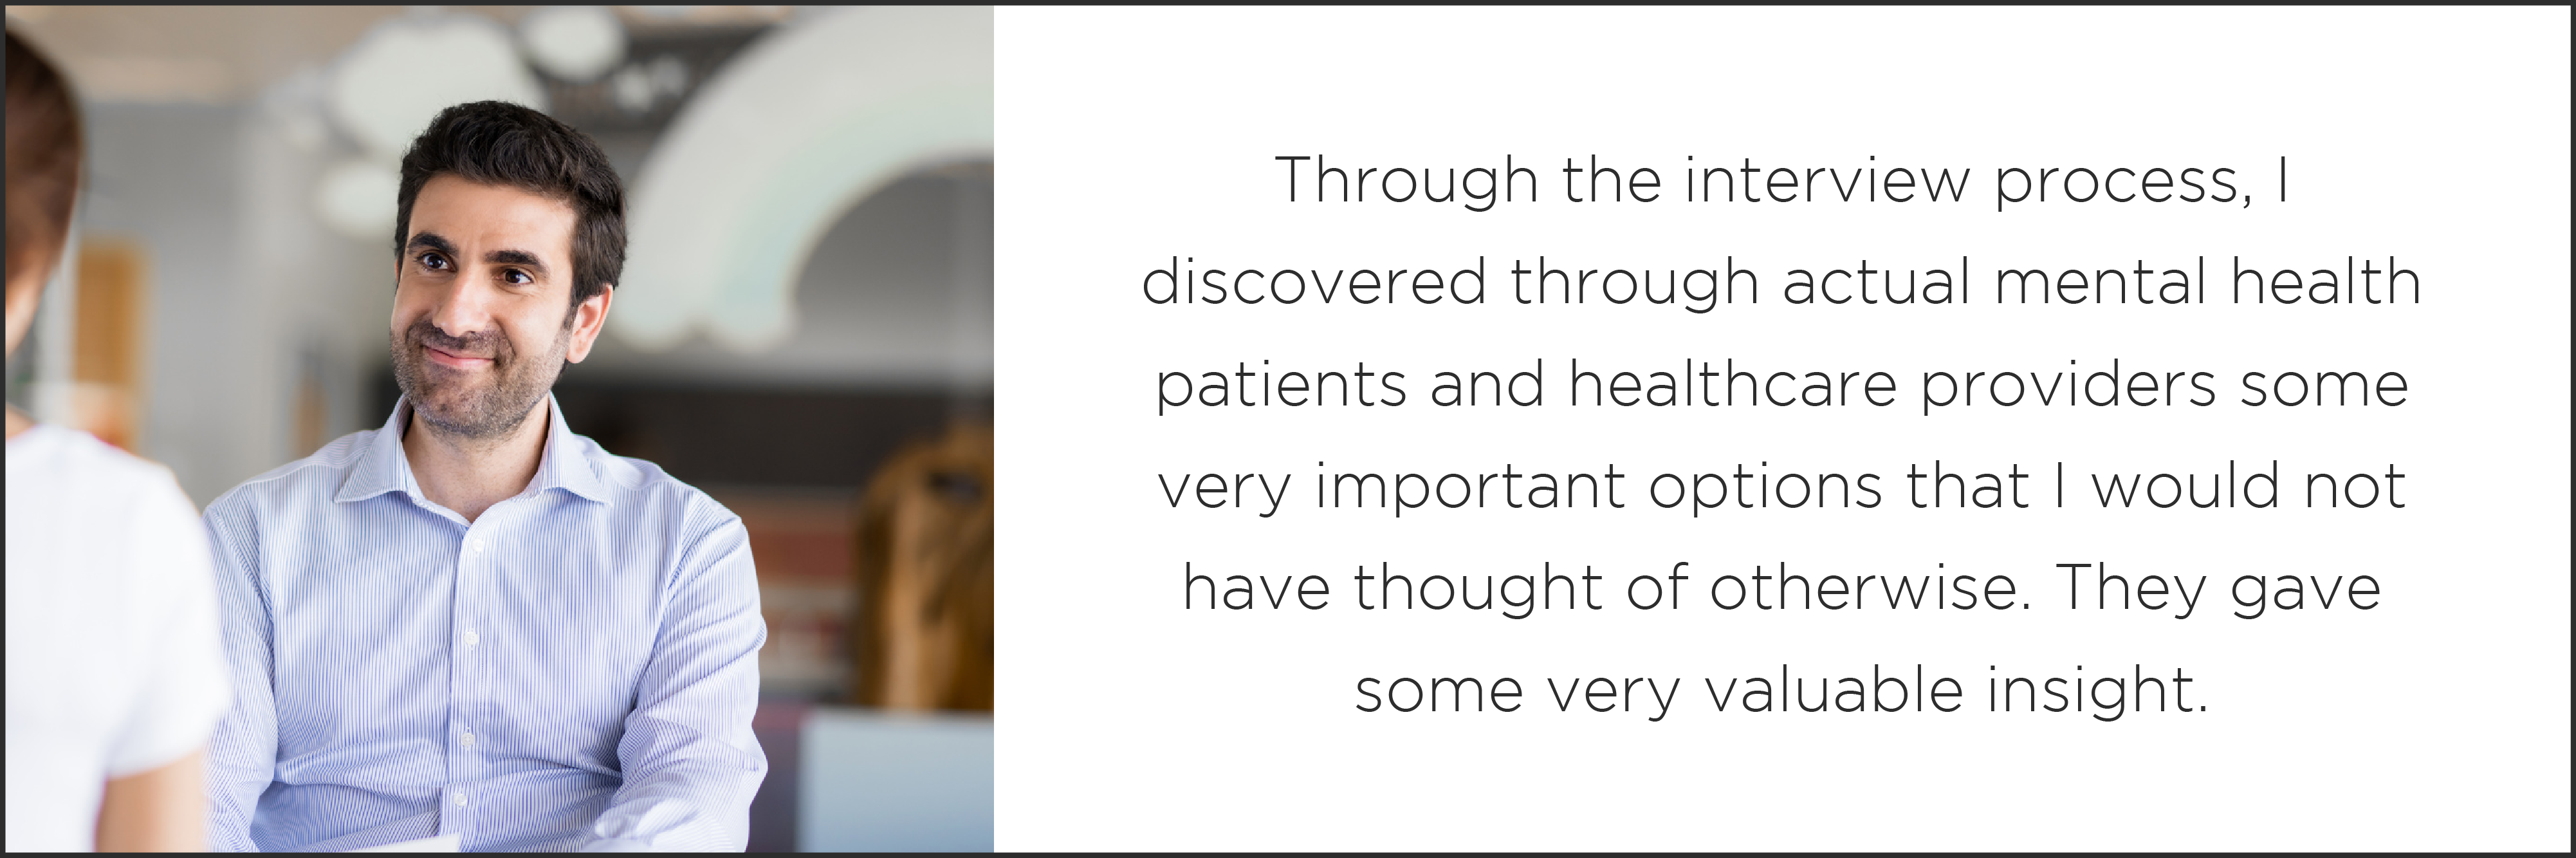 Through the interview process, I
discovered through actual mental health
patients and healthcare providers some
very important options that I would not
have thought of otherwise. They gave
some very valuable insight.